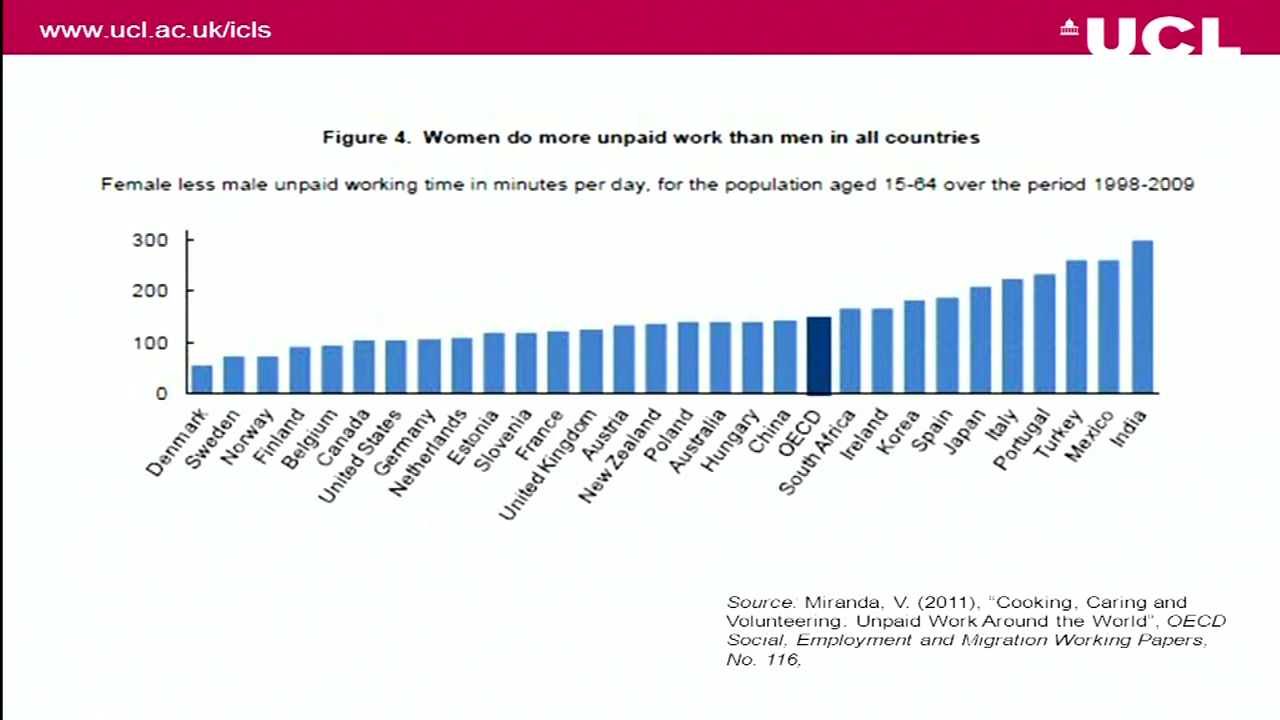 www.ucl.ac.uk/icls
UCL
Figure 4. Women do more unpaid work than men in all countries
Female less male unpaid working time in minutes per day, for the population aged 15-64 over the period 1998-2009
300
200
100
0
Denmark
Sweden
Norway
Finland
Belgium
Canada
United States
Germany
Netherlands
Estonia
Slovenia
France
United Kingdom
Austria
New Zealand
Poland
Australia
Hungary
China
OECD
South Africa
Ireland
Korea
Spain
Japan
Italy
Portugal
Turkey
Mexico
India
Source: Miranda, V. (2011), “Cooking, Caring and
Volunteering: Unpaid Work Around the World”, OECD
Social, Employment and Migration Working Papers,
No. 116,